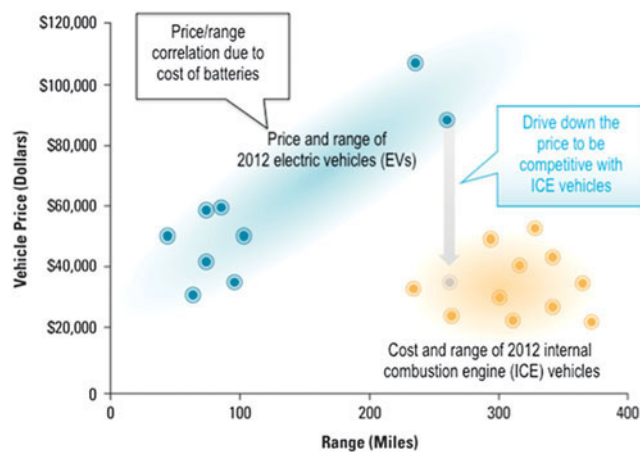 $120,000
$100,000
$80,000
$60,000
$40,000
$20,000
0
Vehicle Price (Dollars)
Price/range
correlation due to
cost of batteries
Price and range of
2012 electric vehicles (EVs)
Drive down the
price to be
competitive with
ICE vehicles
Cost and range of 2012 internal
combustion engine (ICE) vehicles
0
100
200
300
400
Range (Miles)